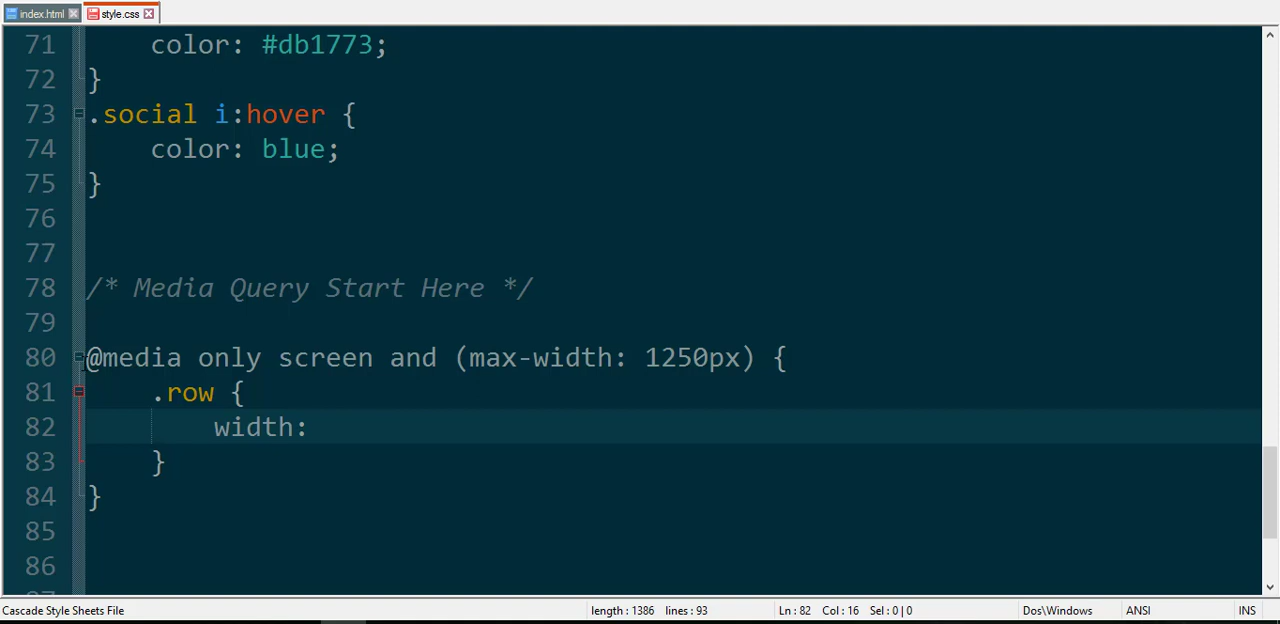 index.html style.css
71 color: #db1773;
72 }
73 .social i:hover {
74 color: blue;
75 }
76
77
78 /* Media Query Start Here */
79
80 @media only screen and (max-width: 1250px) {
81 .row {
82 width:
83 }
84 }
85
86
Cascade Style Sheets File length : 1386 lines : 93 Ln : 82 Col : 16 Sel : 0 | 0 Dos\Windows ANSI INS